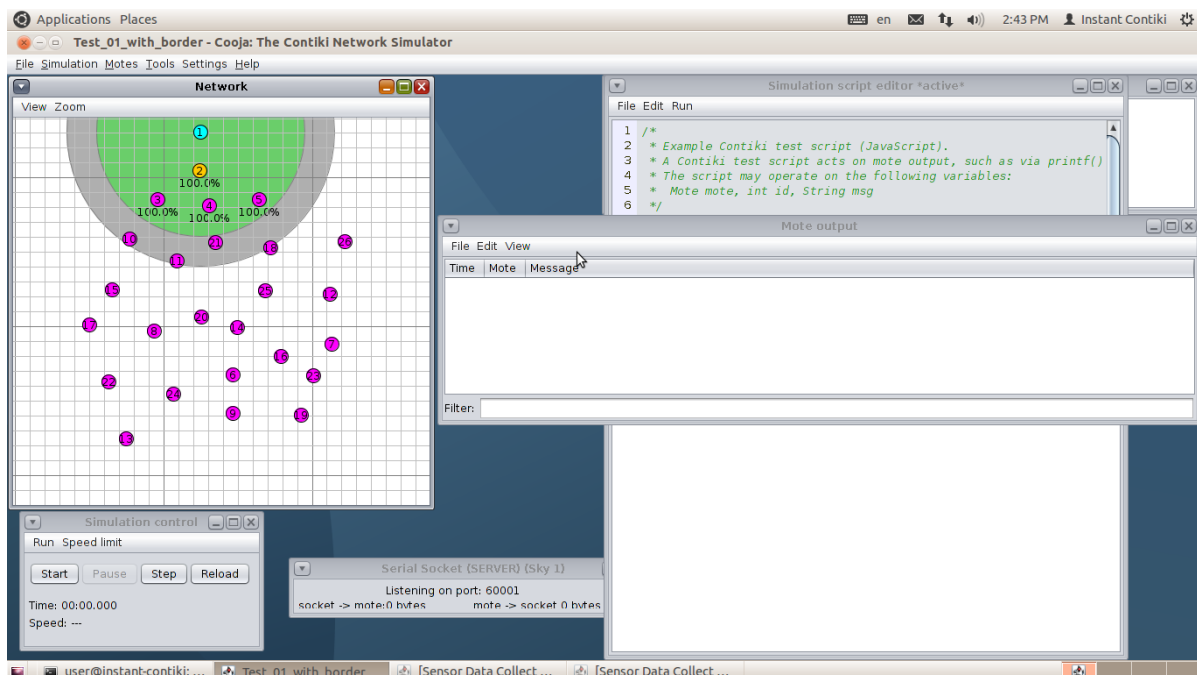 Applications Places
en
2:43 PM
Instant Contiki
Test_01_with_border - Cooja: The Contiki Network Simulator
File Simulation Motes Tools Settings Help
Network
View Zoom
1
2
100.0%
3
4
5
100.0%
100.0%
100.0%
10
21
18
26
11
15
25
12
17
8
20
14
7
16
22
24
6
23
9
19
13
Simulation script editor *active*
File Edit Run
1 /*
2 * Example Contiki test script (JavaScript).
3 * A Contiki test script acts on mote output, such as via printf()
4 * The script may operate on the following variables:
5 * Mote mote, int id, String msg
6 */
Mote output
File Edit View
Time Mote Message
Filter:
Simulation control
Run Speed limit
Start Pause Step Reload
Time: 00:00.000
Speed: ---
Serial Socket (SERVER) (Sky 1)
Listening on port: 60001
socket -> mote:0 bytes mote -> socket 0 bytes
user@instant-contiki: ...
Test_01_with_border ...
[Sensor Data Collect ...
[Sensor Data Collect ...